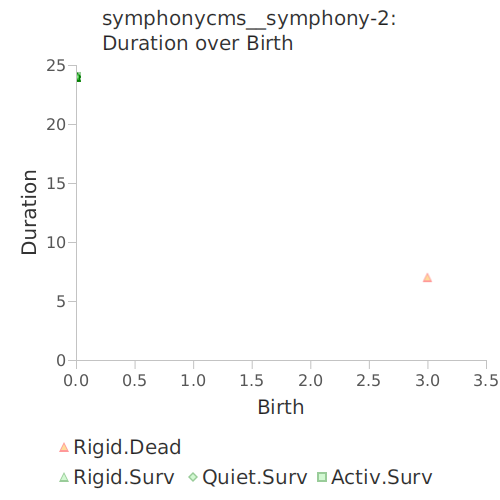 symphonycms__symphony-2:
Duration over Birth
25
20
15
10
5
0
Duration
0.0 0.5 1.0 1.5 2.0 2.5 3.0 3.5
Birth
Rigid.Dead
Rigid.Surv Quiet.Surv Activ.Surv